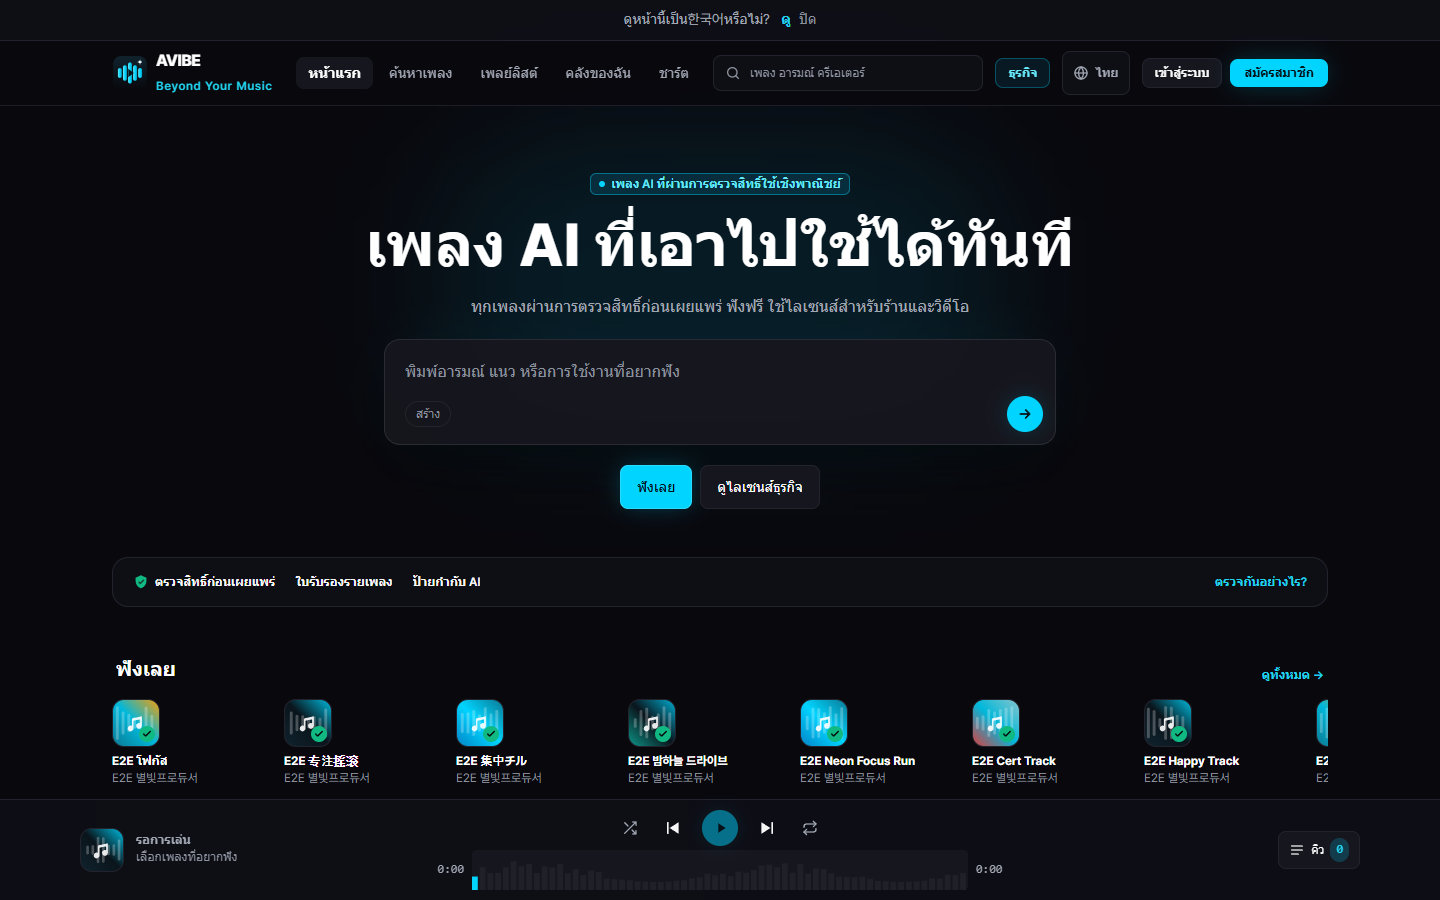 ดูหน้านี้เป็น한국어หรือไม่? ดู ปิด
AVIBE
Beyond Your Music
หน้าแรก ค้นหาเพลง เพลย์ลิสต์ คลังของฉัน ชาร์ต เพลง อารมณ์ ครีเอเตอร์ ธุรกิจ ไทย เข้าสู่ระบบ สมัครสมาชิก
เพลง AI ที่ผ่านการตรวจสิทธิ์ใช้เชิงพาณิชย์
เพลง AI ที่เอาไปใช้ได้ทันที
ทุกเพลงผ่านการตรวจสิทธิ์ก่อนเผยแพร่ ฟังฟรี ใช้ไลเซนส์สำหรับร้านและวิดีโอ
พิมพ์อารมณ์ แนว หรือการใช้งานที่อยากฟัง
สร้าง
ฟังเลย ดูไลเซนส์ธุรกิจ
ตรวจสิทธิ์ก่อนเผยแพร่ ใบรับรองรายเพลง ป้ายกำกับ AI ตรวจกันอย่างไร?
ฟังเลย
ดูทั้งหมด →
E2E โฟกัส E2E 专注摇滚 E2E 集中チル E2E 밤하늘 드라이브 E2E Neon Focus Run E2E Cert Track E2E Happy Track E2
E2E 별빛프로듀서 E2E 별빛프로듀서 E2E 별빛프로듀서 E2E 별빛프로듀서 E2E 별빛프로듀서 E2E 별빛프로듀서 E2E 별빛프로듀서 E2
รอการเล่น
เลือกเพลงที่อยากฟัง
0:00 0:00
คิว 0